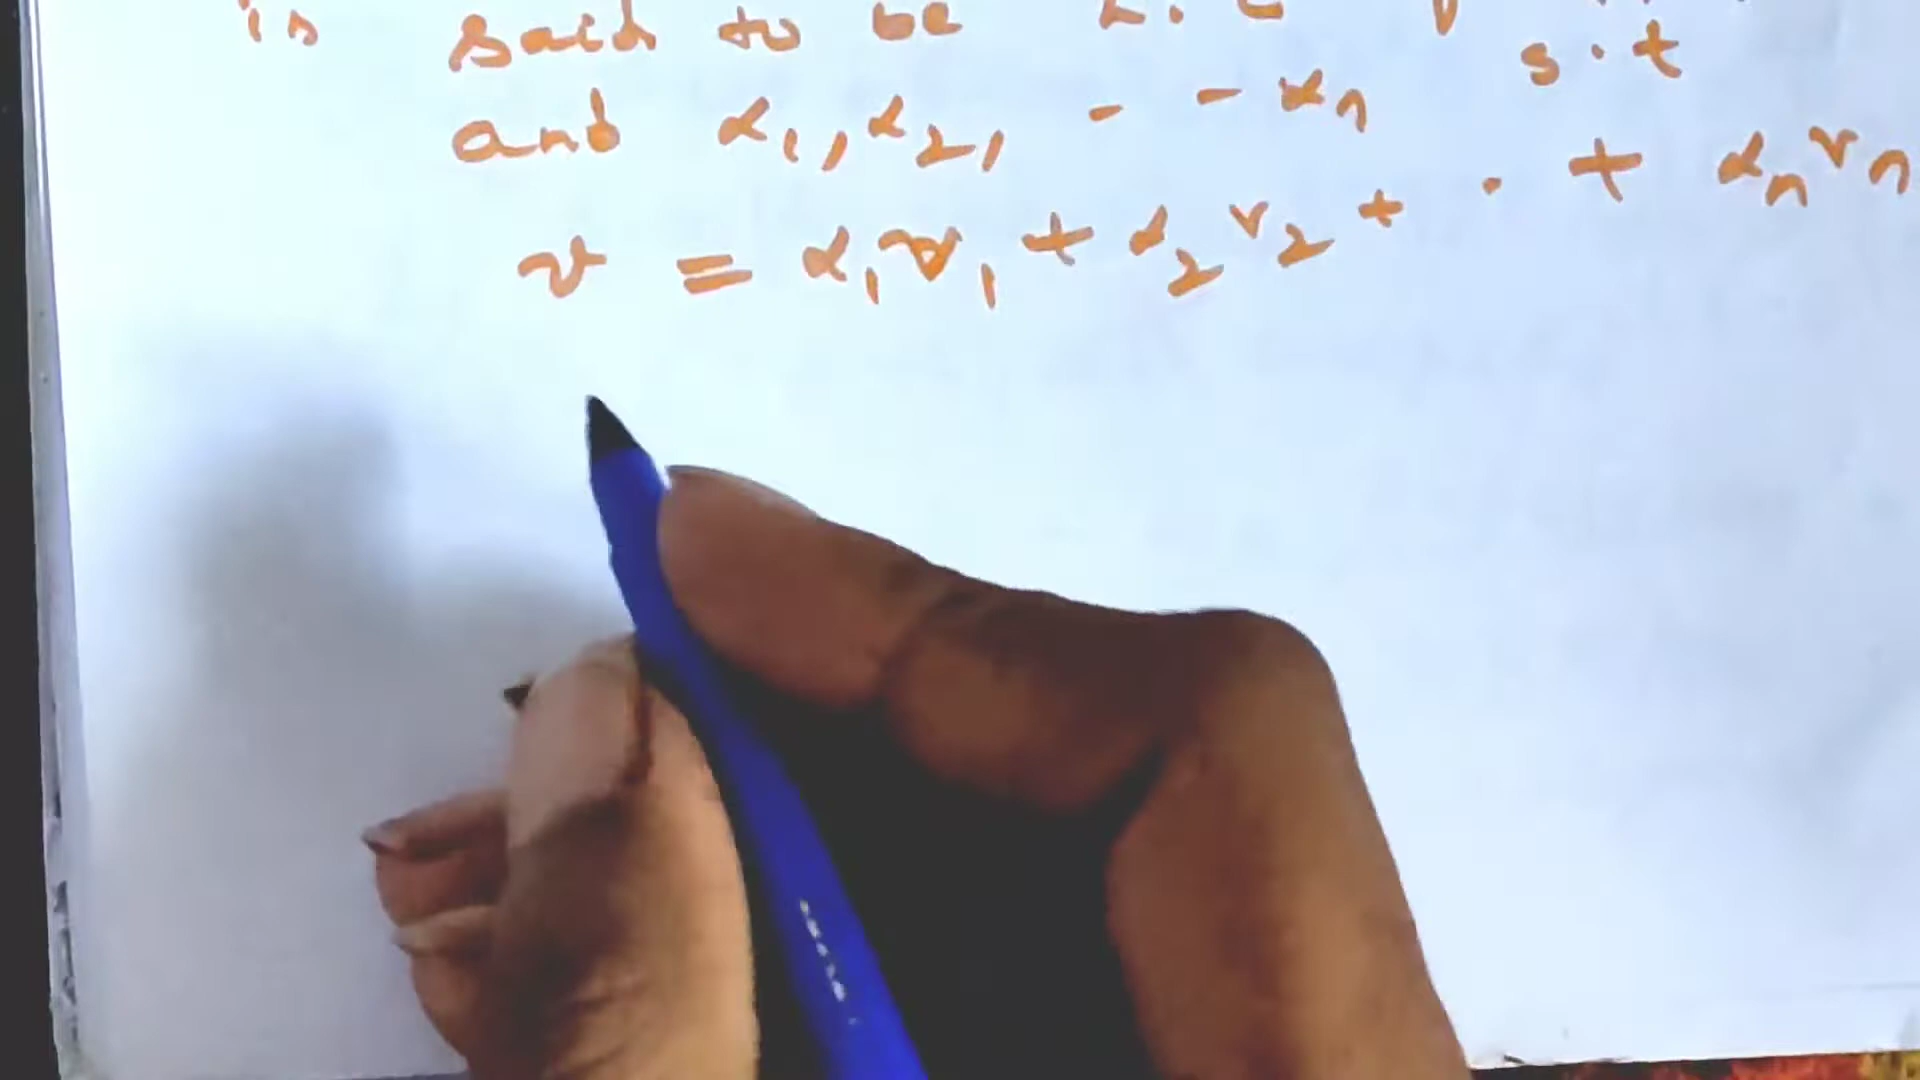 is said to be
and α₁, α₂, - - αn s.t
v = α₁v₁ + α₂v₂ + . + αnvn